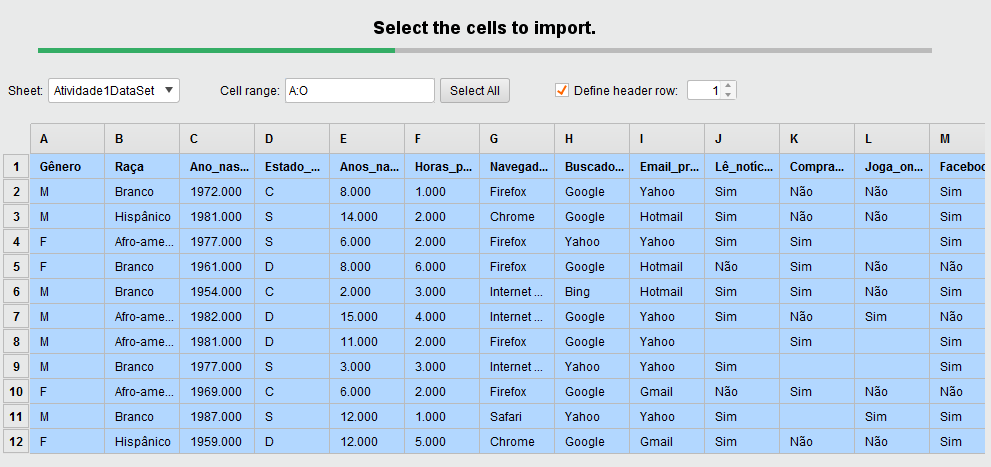 Select the cells to import.
Sheet: Atividade1DataSet Cell range: A:O Select All Define header row: 1
A B C D E F G H I J K L M
1 Gênero Raça Ano_nas... Estado_... Anos_na... Horas_p... Navegad... Buscado... Email_pr... Lê_notíc... Compra... Joga_on... Faceboo
2 M Branco 1972.000 C 8.000 1.000 Firefox Google Yahoo Sim Não Não Sim
3 M Hispânico 1981.000 S 14.000 2.000 Chrome Google Hotmail Sim Não Não Sim
4 F Afro-ame... 1977.000 S 6.000 2.000 Firefox Yahoo Yahoo Sim Sim Sim
5 F Branco 1961.000 D 8.000 6.000 Firefox Google Hotmail Não Sim Não Não
6 M Branco 1954.000 C 2.000 3.000 Internet ... Bing Hotmail Sim Sim Não Sim
7 M Afro-ame... 1982.000 D 15.000 4.000 Internet ... Google Yahoo Sim Não Sim Não
8 M Afro-ame... 1981.000 D 11.000 2.000 Firefox Google Yahoo Sim Sim
9 M Branco 1977.000 S 3.000 3.000 Internet ... Yahoo Yahoo Sim Sim
10 F Afro-ame... 1969.000 C 6.000 2.000 Firefox Google Gmail Não Sim Não Não
11 M Branco 1987.000 S 12.000 1.000 Safari Yahoo Yahoo Sim Sim Sim
12 F Hispânico 1959.000 D 12.000 5.000 Chrome Google Gmail Sim Não Não Sim